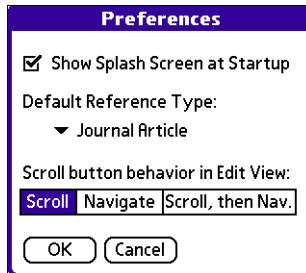 Preferences
Show Splash Screen at Startup
Default Reference Type:
Journal Article
Scroll button behavior in Edit View:
Scroll Navigate Scroll, then Nav.
OK Cancel